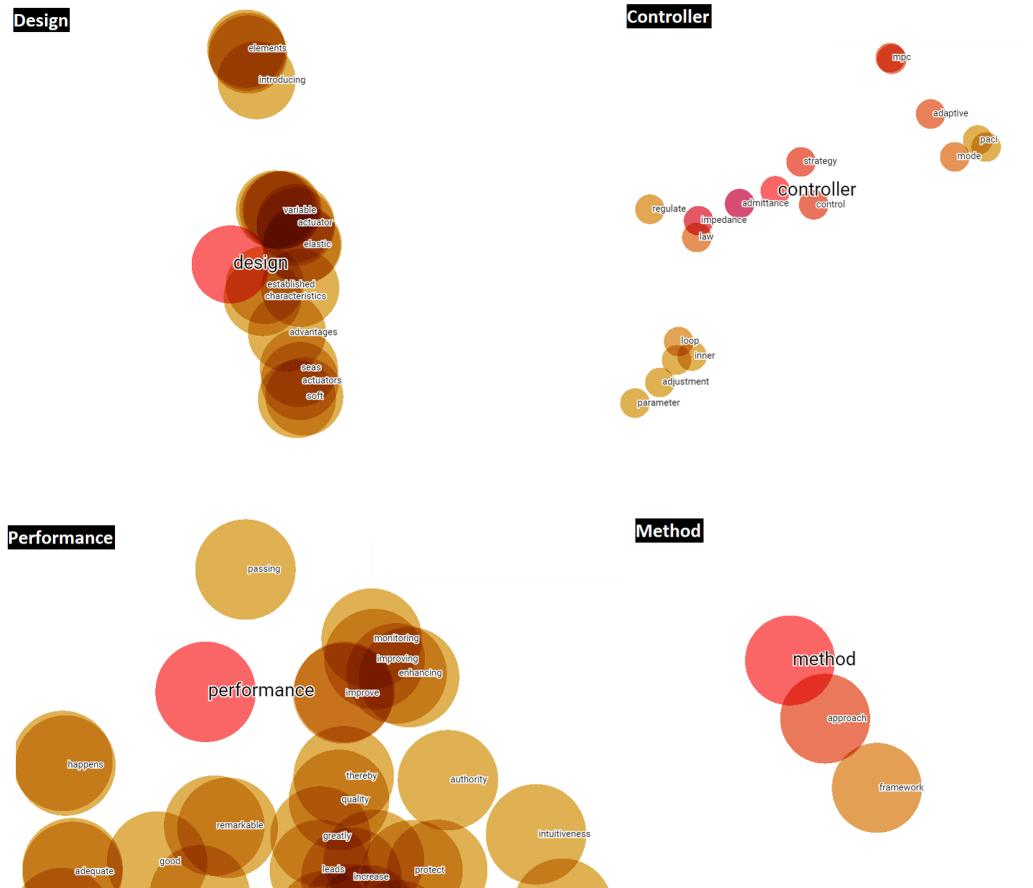 Design
elements
introducing
variable
actuator
elastic
design
established
characteristics
advantages
seas
actuators
soft
Controller
mpc
adaptive
paci
mode
strategy
controller
regulate
admittance
control
impedance
law
loop
inner
adjustment
parameter
Performance
passing
monitoring
improving
enhancing
performance
improve
happens
thereby
authority
quality
remarkable
greatly
intuitiveness
good
adequate
leads
increase
protect
Method
method
approach
framework